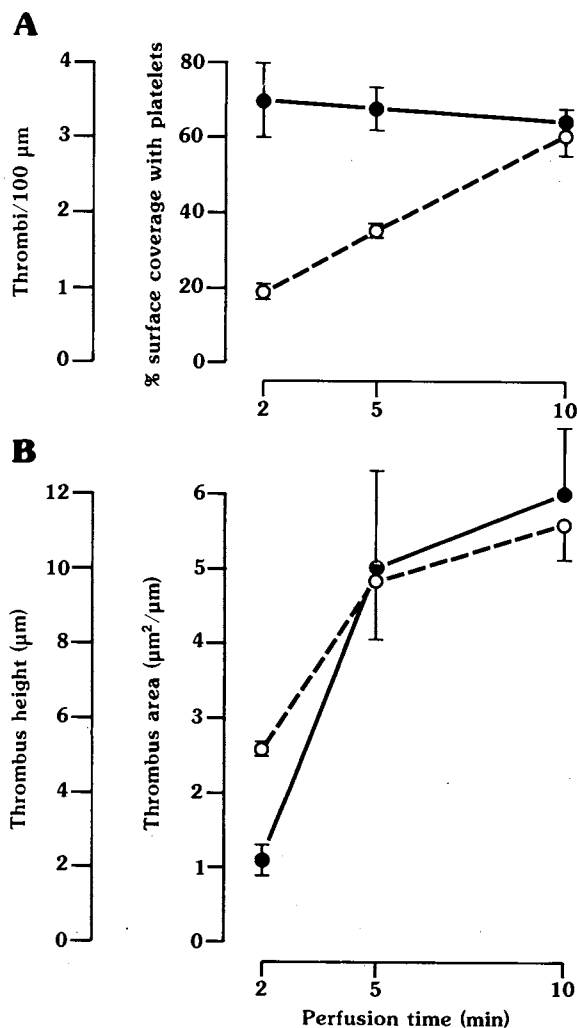 A
Thrombi/100 µm
4
3
2
1
0
% surface coverage with platelets
80
60
40
20
0
2 5 10
B
Thrombus height (µm)
12
10
8
6
4
2
0
Thrombus area (µm²/µm)
6
5
4
3
2
1
0
2 5 10
Perfusion time (min)